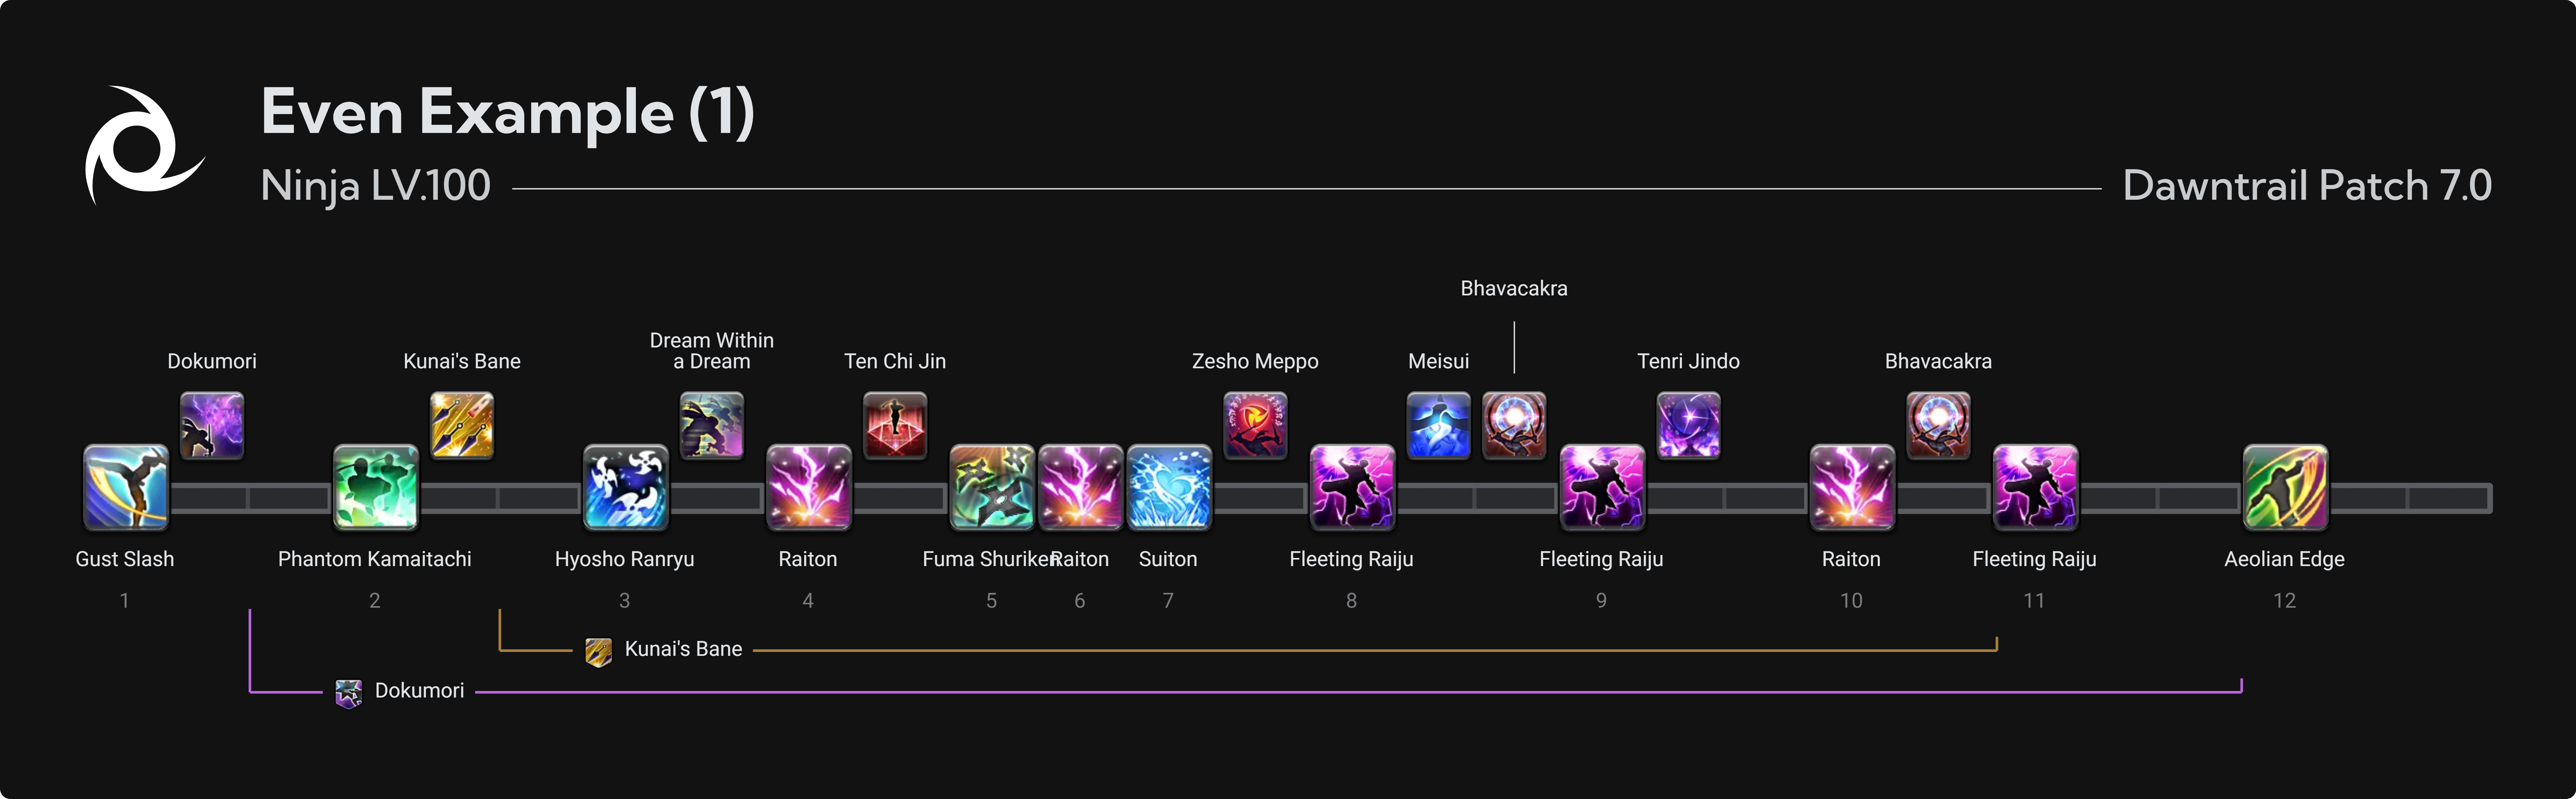 Even Example (1)
Ninja LV.100
Dawntrail Patch 7.0
Bhavacakra
Dokumori
Kunai's Bane
Dream Within
a Dream
Ten Chi Jin
Zesho Meppo
Meisui
Tenri Jindo
Bhavacakra
Gust Slash
Phantom Kamaitachi
Hyosho Ranryu
Raiton
Fuma Shuriken
Raiton
Suiton
Fleeting Raiju
Fleeting Raiju
Raiton
Fleeting Raiju
Aeolian Edge
1
2
3
4
5
6
7
8
9
10
11
12
Kunai's Bane
Dokumori